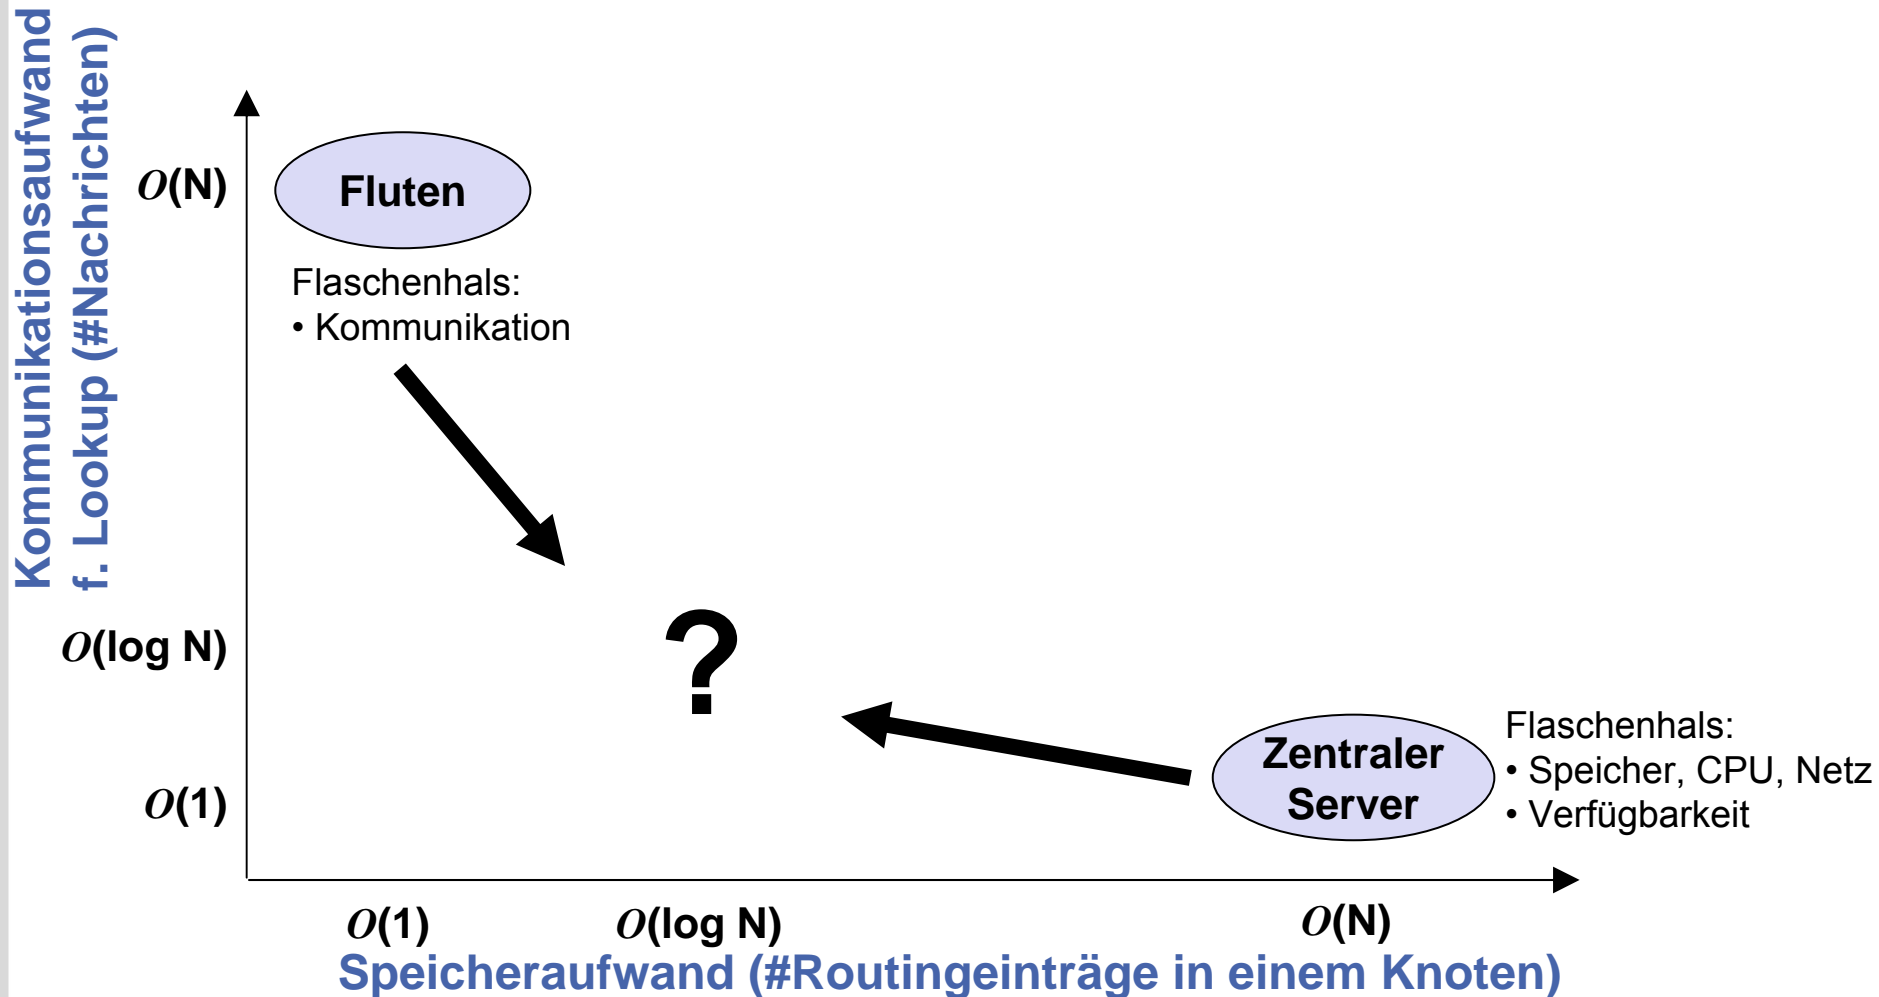 Kommunikationsaufwand
f. Lookup (#Nachrichten)
O(N)
Fluten
Flaschenhals:
• Kommunikation
O(log N)
?
O(1)
Zentraler
Server
Flaschenhals:
• Speicher, CPU, Netz
• Verfügbarkeit
O(1)
O(log N)
O(N)
Speicheraufwand (#Routingeinträge in einem Knoten)